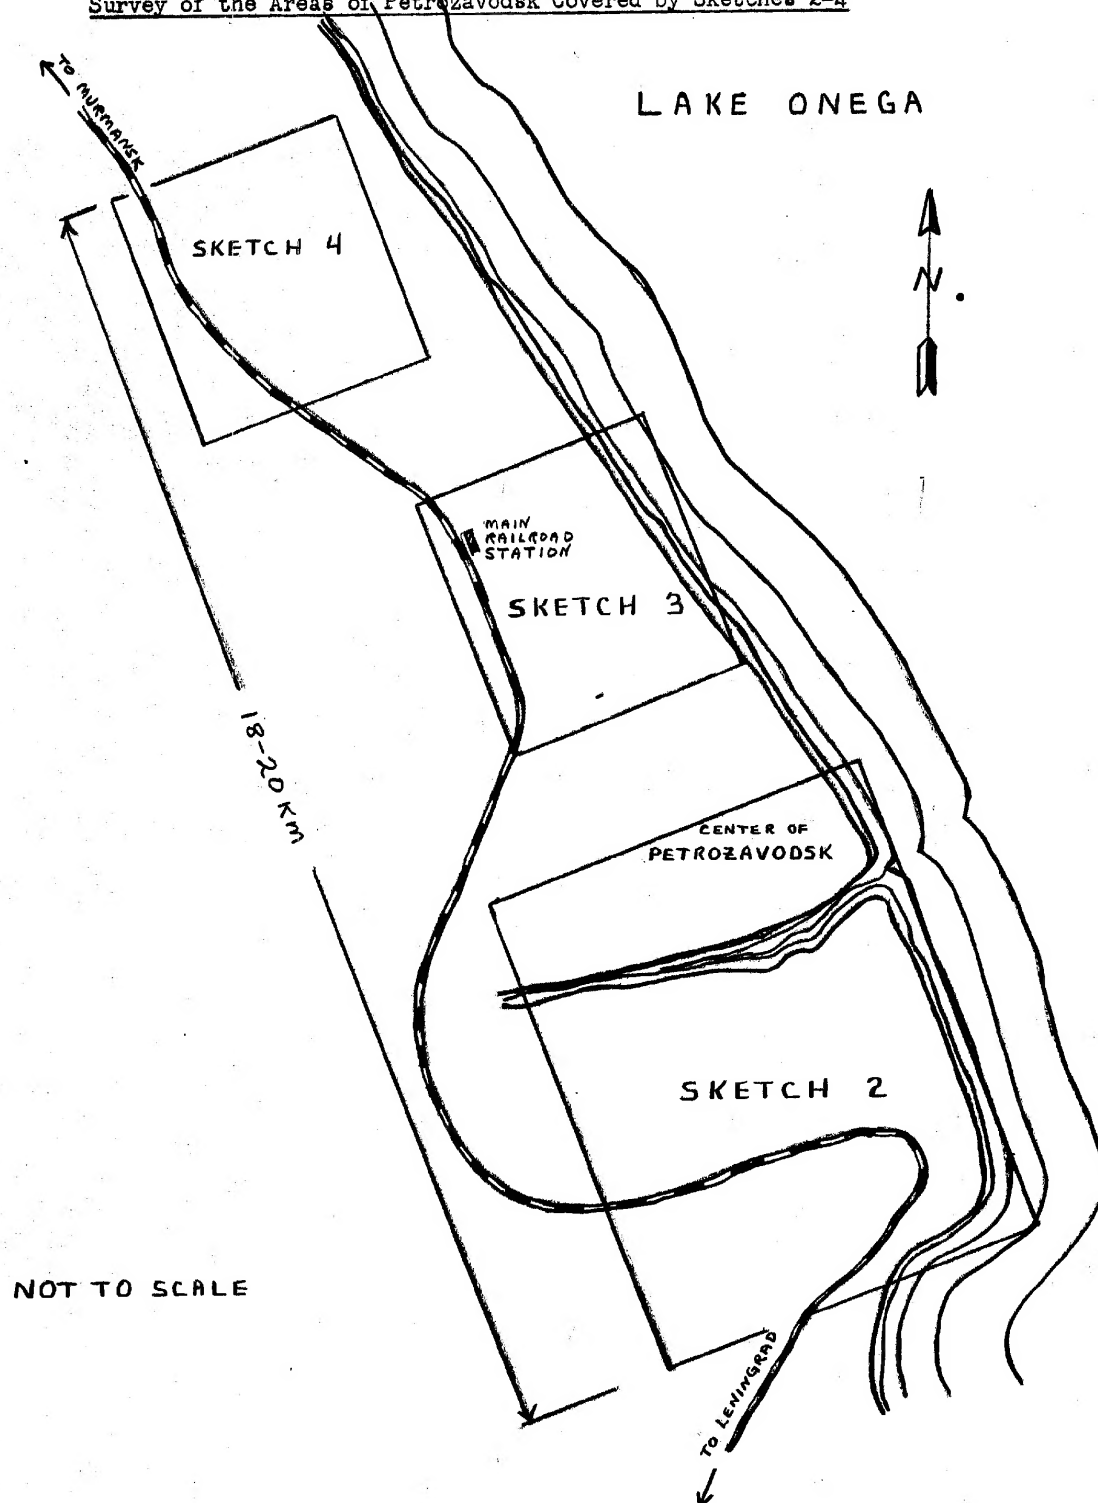 Survey of the Areas of Petrozavodsk Covered by Sketches 2-4
TO MURMANSK
LAKE ONEGA
SKETCH 4
N
MAIN
RAILROAD
STATION
SKETCH 3
18-20 KM
CENTER OF
PETROZAVODSK
SKETCH 2
NOT TO SCALE
TO LENINGRAD